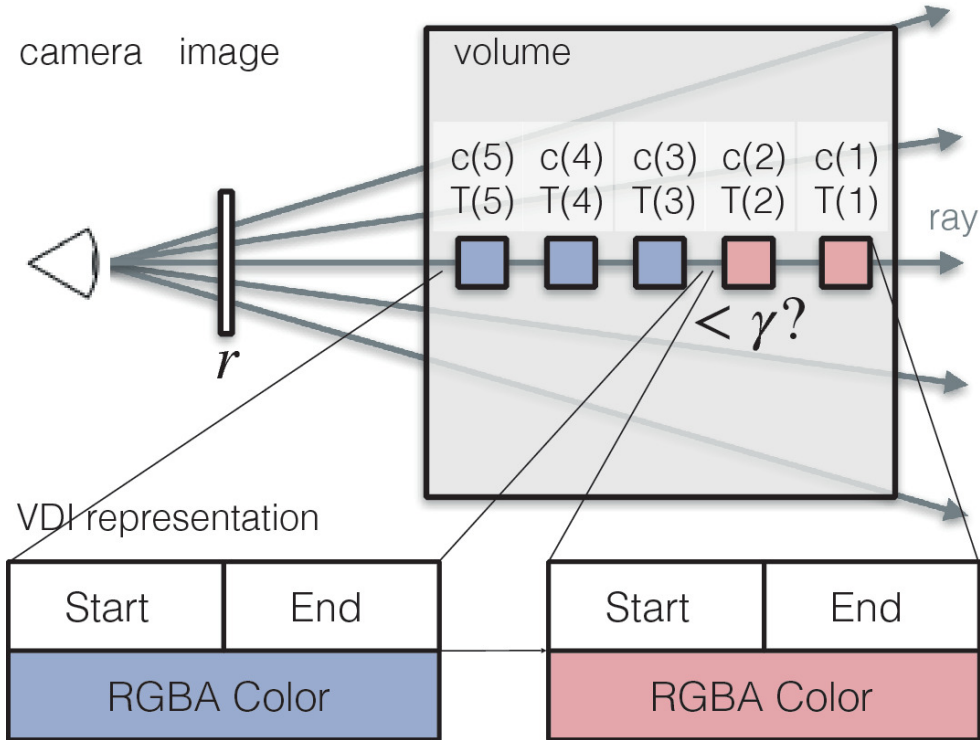 camera image volume
c(5) c(4) c(3) c(2) c(1)
T(5) T(4) T(3) T(2) T(1)
ray
< γ?
r
VDI representation
Start End Start End
RGBA Color RGBA Color